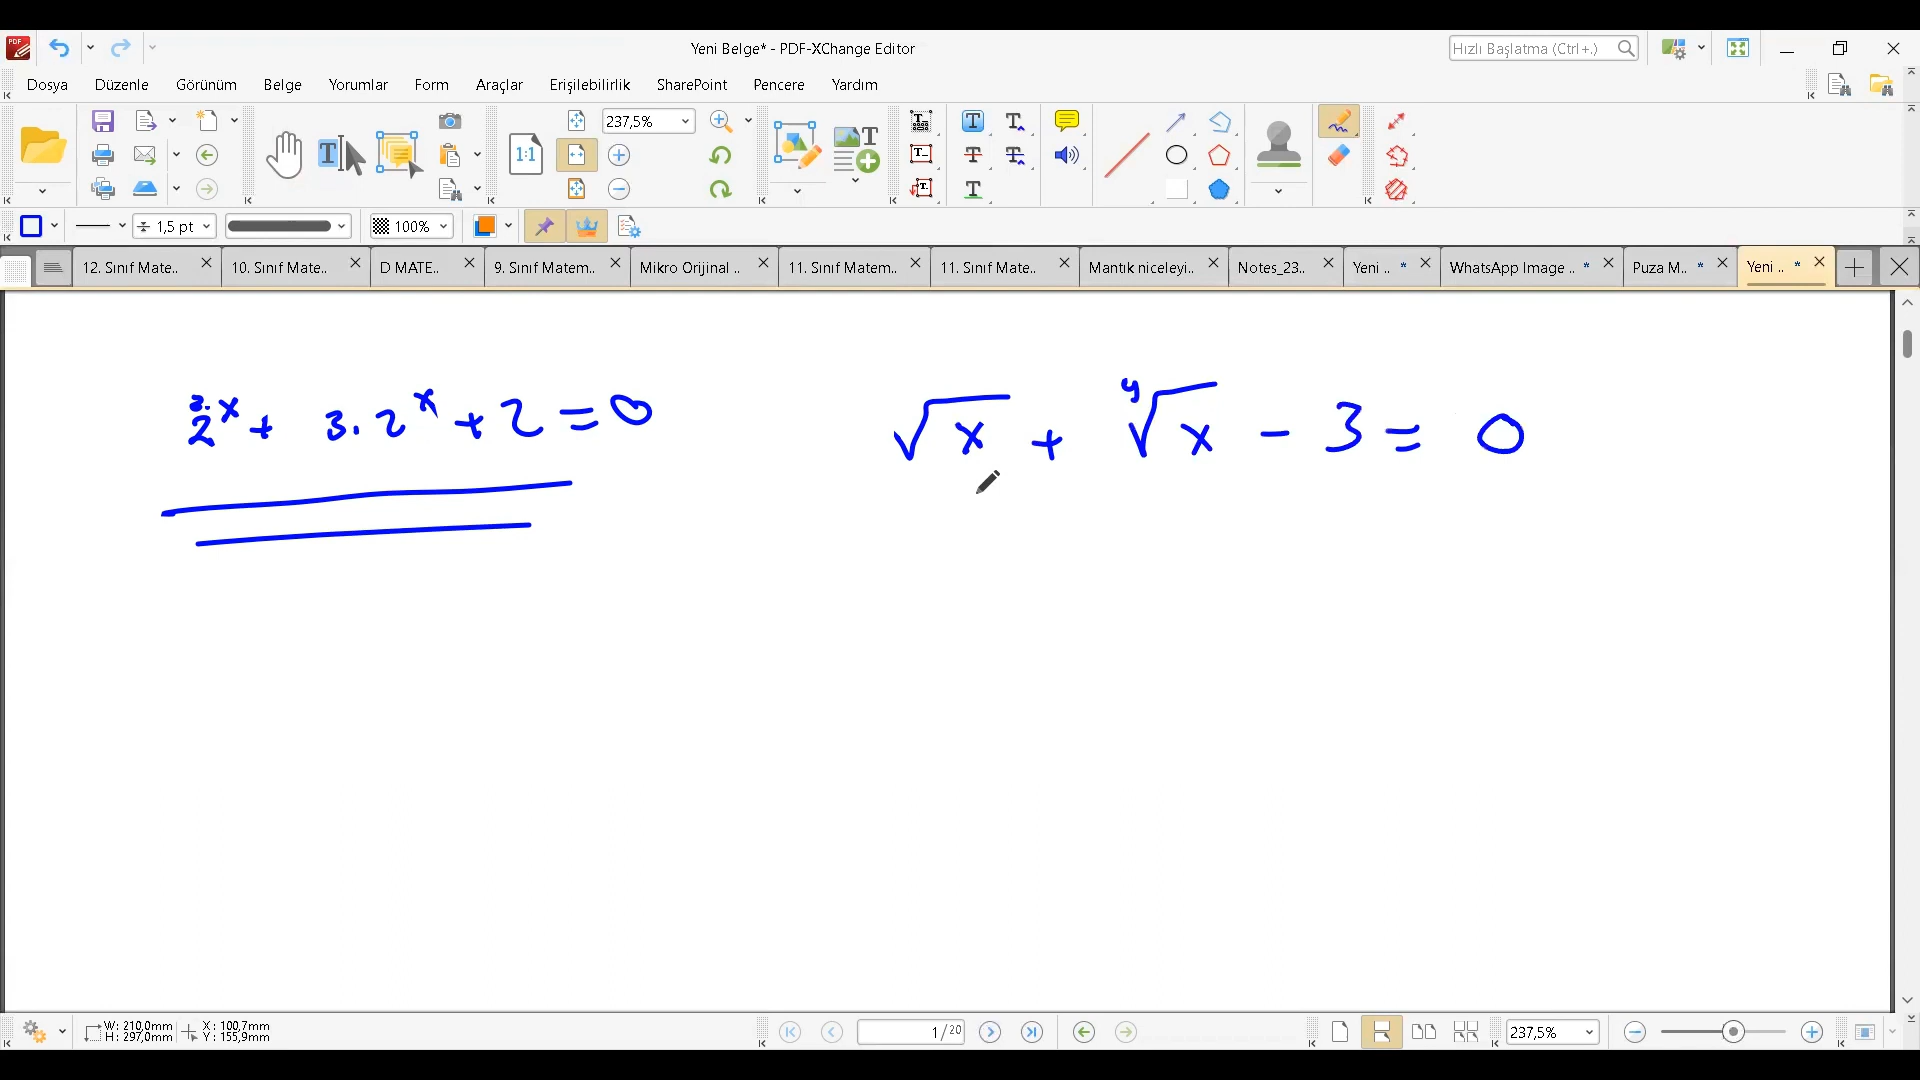 Yeni Belge* - PDF-XChange Editor
Hızlı Başlatma (Ctrl+.)
Dosya Düzenle Görünüm Belge Yorumlar Form Araçlar Erişilebilirlik SharePoint Pencere Yardım
237,5%
1:1
1,5 pt
100%
12. Sınıf Mate.. 10. Sınıf Mate.. D MATE.. 9. Sınıf Matem.. Mikro Orijinal .. 11. Sınıf Matem.. 11. Sınıf Mate.. Mantık niceleyi.. Notes_23.. Yeni .. * WhatsApp Image .. * Puza M.. * Yeni .. *
2^{2.x} + 3.2^x + 2 = 0
√x + ⁴√x - 3 = 0
W: 210,0mm X: 100,7mm
H: 297,0mm Y: 155,9mm
1/20
237,5%